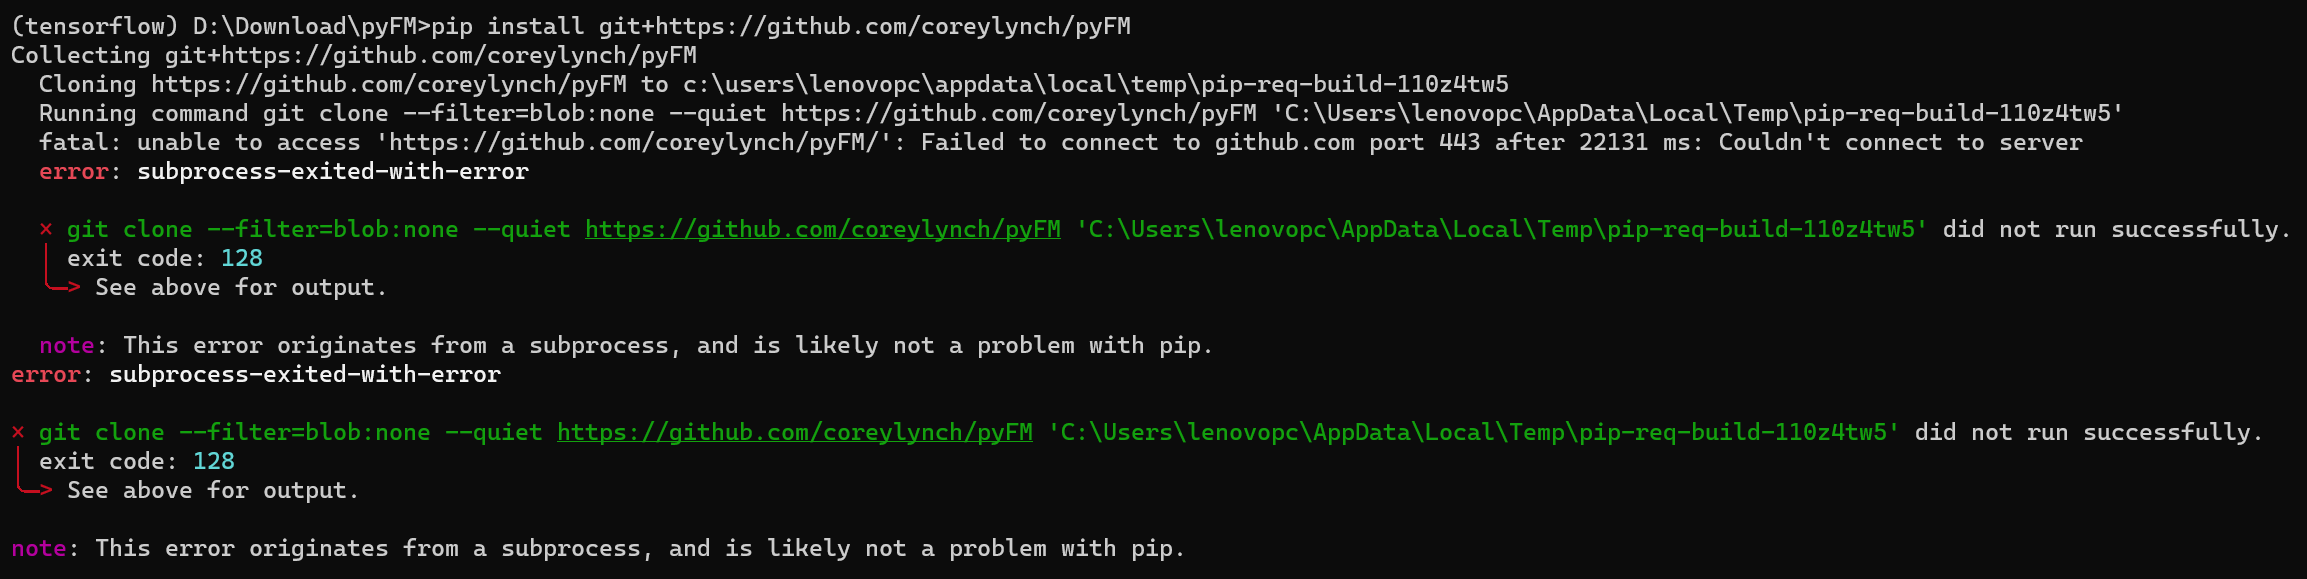 (tensorflow) D:\Download\pyFM>pip install git+https://github.com/coreylynch/pyFM
Collecting git+https://github.com/coreylynch/pyFM
  Cloning https://github.com/coreylynch/pyFM to c:\users\lenovopc\appdata\local\temp\pip-req-build-110z4tw5
  Running command git clone --filter=blob:none --quiet https://github.com/coreylynch/pyFM 'C:\Users\lenovopc\AppData\Local\Temp\pip-req-build-110z4tw5'
  fatal: unable to access 'https://github.com/coreylynch/pyFM/': Failed to connect to github.com port 443 after 22131 ms: Couldn't connect to server
  error: subprocess-exited-with-error

  × git clone --filter=blob:none --quiet https://github.com/coreylynch/pyFM 'C:\Users\lenovopc\AppData\Local\Temp\pip-req-build-110z4tw5' did not run successfully.
  │ exit code: 128
  ╰─> See above for output.

  note: This error originates from a subprocess, and is likely not a problem with pip.
error: subprocess-exited-with-error

× git clone --filter=blob:none --quiet https://github.com/coreylynch/pyFM 'C:\Users\lenovopc\AppData\Local\Temp\pip-req-build-110z4tw5' did not run successfully.
│ exit code: 128
╰─> See above for output.

note: This error originates from a subprocess, and is likely not a problem with pip.